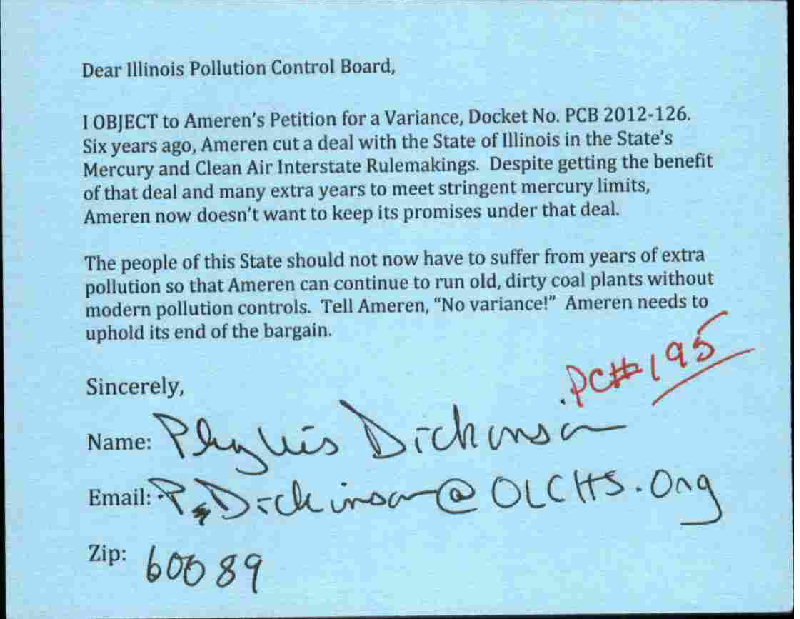 Dear Illinois Pollution Control Board,
I OBJECT to Ameren's Petition for a Variance, Docket No. PCB 2012-126.
Six years ago, Ameren cut a deal with the State of Illinois in the State's
Mercury and Clean Air Interstate Rulemakings. Despite getting the benefit
of that deal and many extra years to meet stringent mercury limits,
Ameren now doesn't want to keep its promises under that deal.
The people of this State should not now have to suffer from years of extra
pollution so that Ameren can continue to run old, dirty coal plants without
modern pollution controls. Tell Ameren, "No variance!" Ameren needs to
uphold its end of the bargain.
PC#195
Sincerely,
Name: Phyllis Dickinson
Email:
Zip: 60089